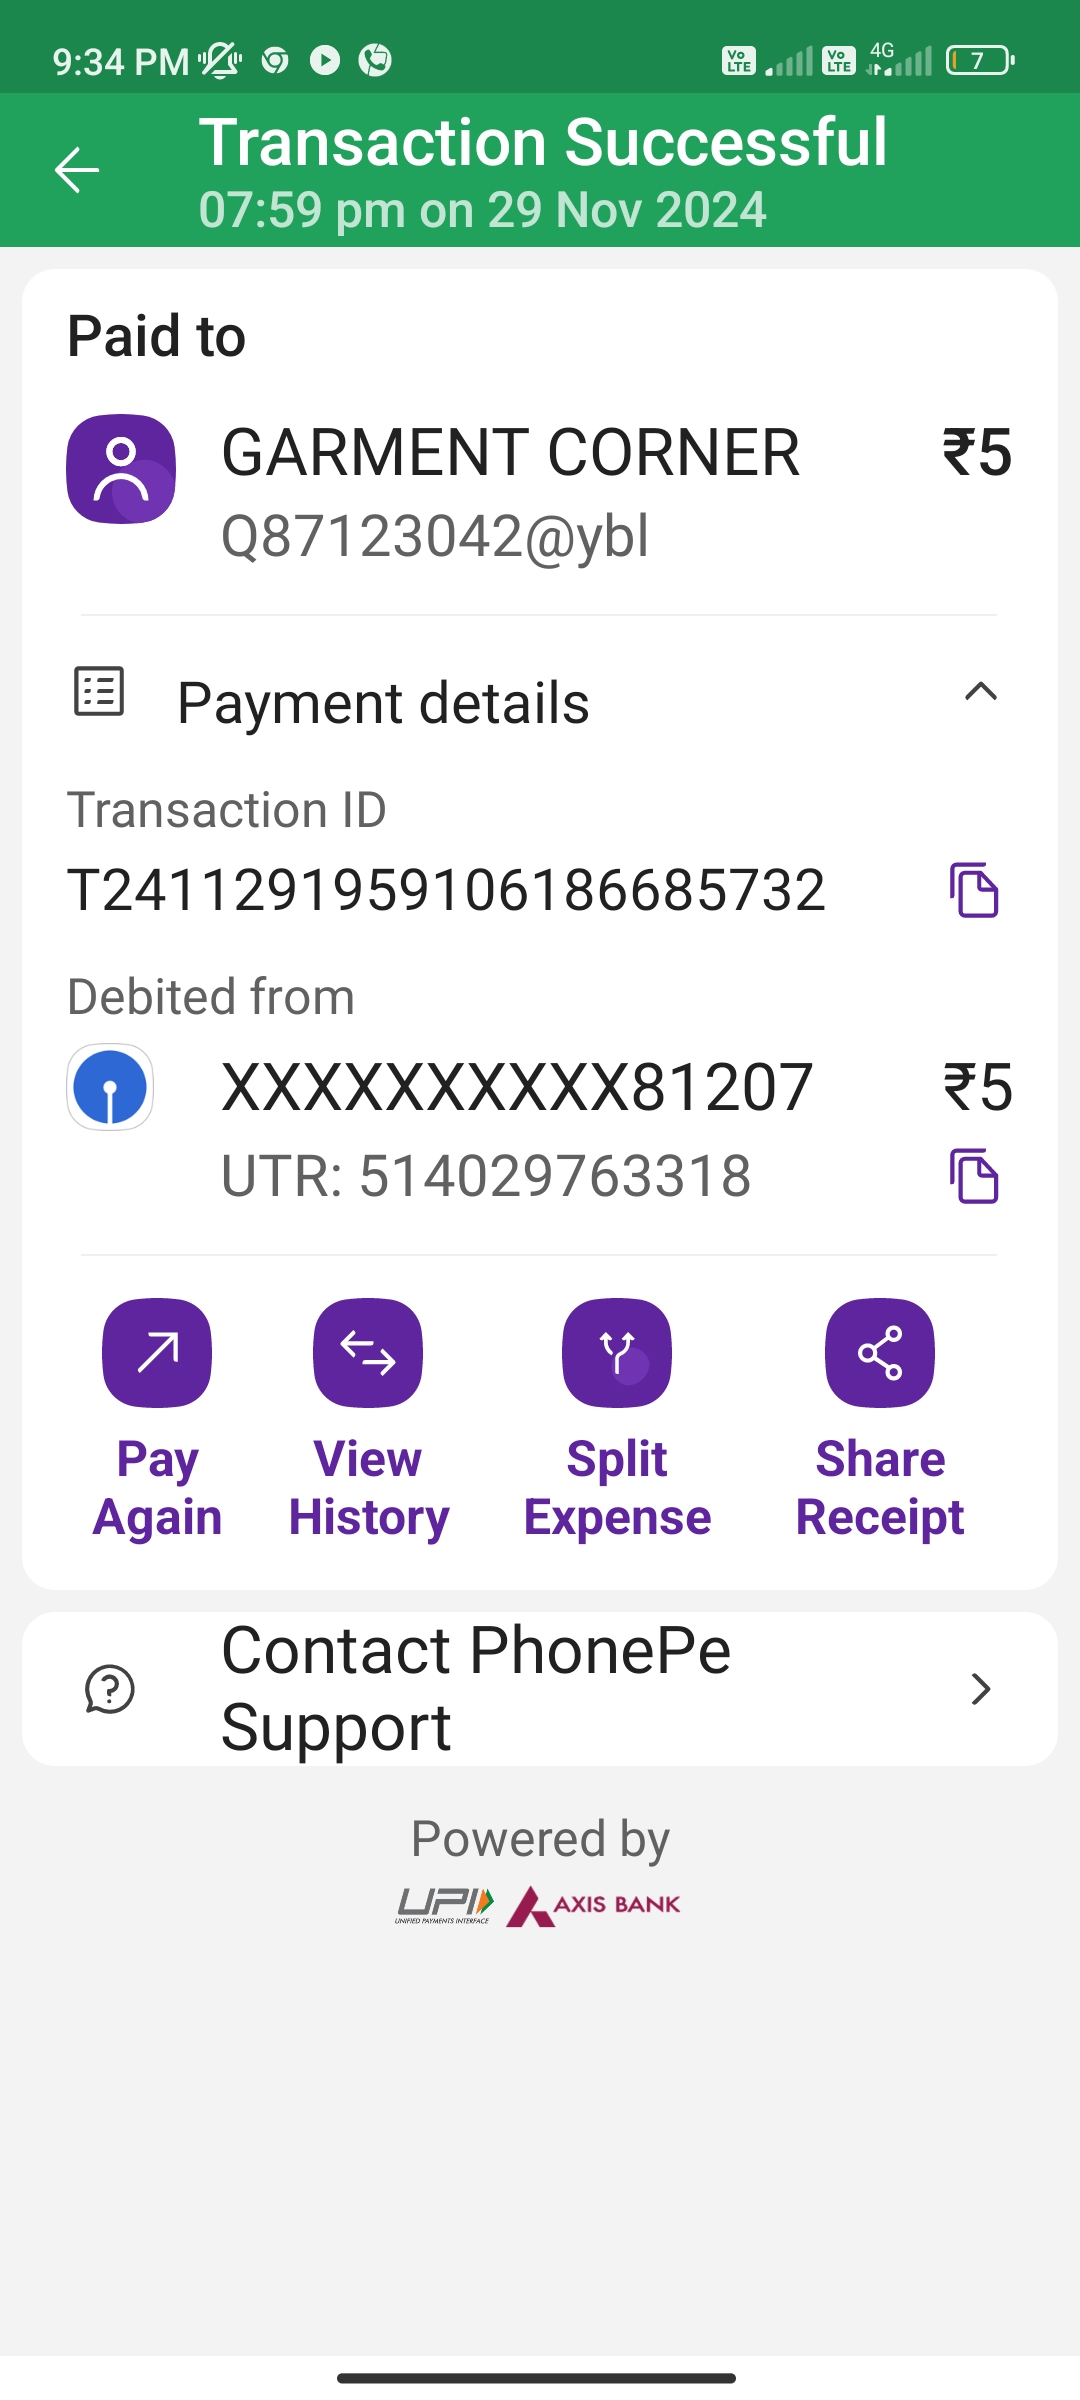 9:34 PM
Vo LTE Vo LTE 4G 7
Transaction Successful
07:59 pm on 29 Nov 2024
Paid to
GARMENT CORNER ₹5
Q87123042@ybl
Payment details
Transaction ID
T2411291959106186685732
Debited from
XXXXXXXXXX81207 ₹5
UTR: 514029763318
Pay Again
View History
Split Expense
Share Receipt
Contact PhonePe
Support
Powered by
UPI UNIFIED PAYMENTS INTERFACE AXIS BANK